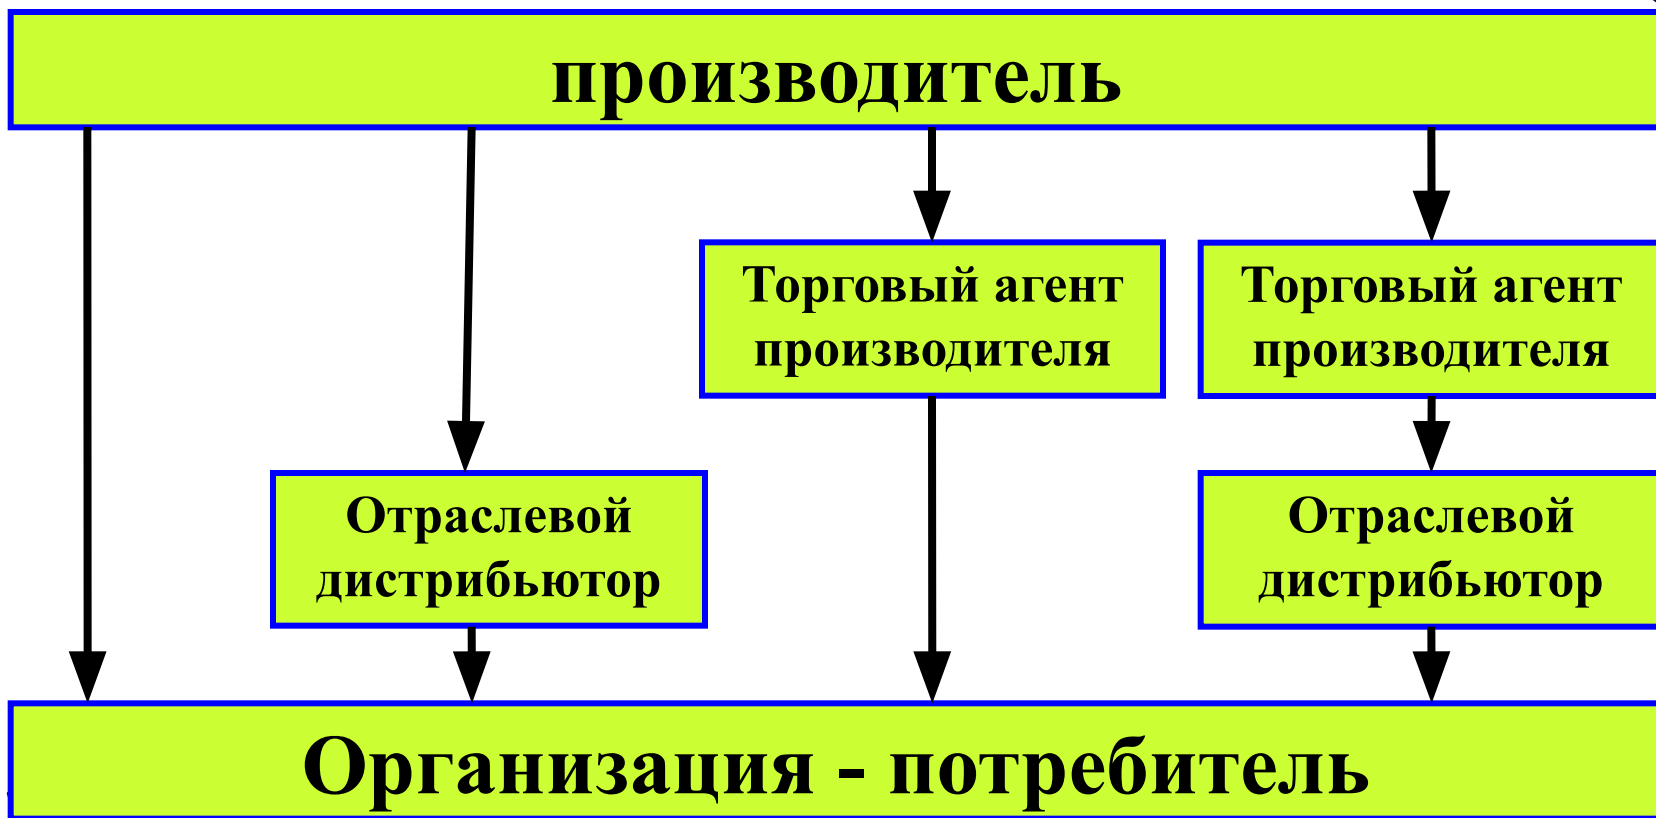 производитель
Торговый агент
производителя
Торговый агент
производителя
Отраслевой
дистрибьютор
Отраслевой
дистрибьютор
Организация - потребитель